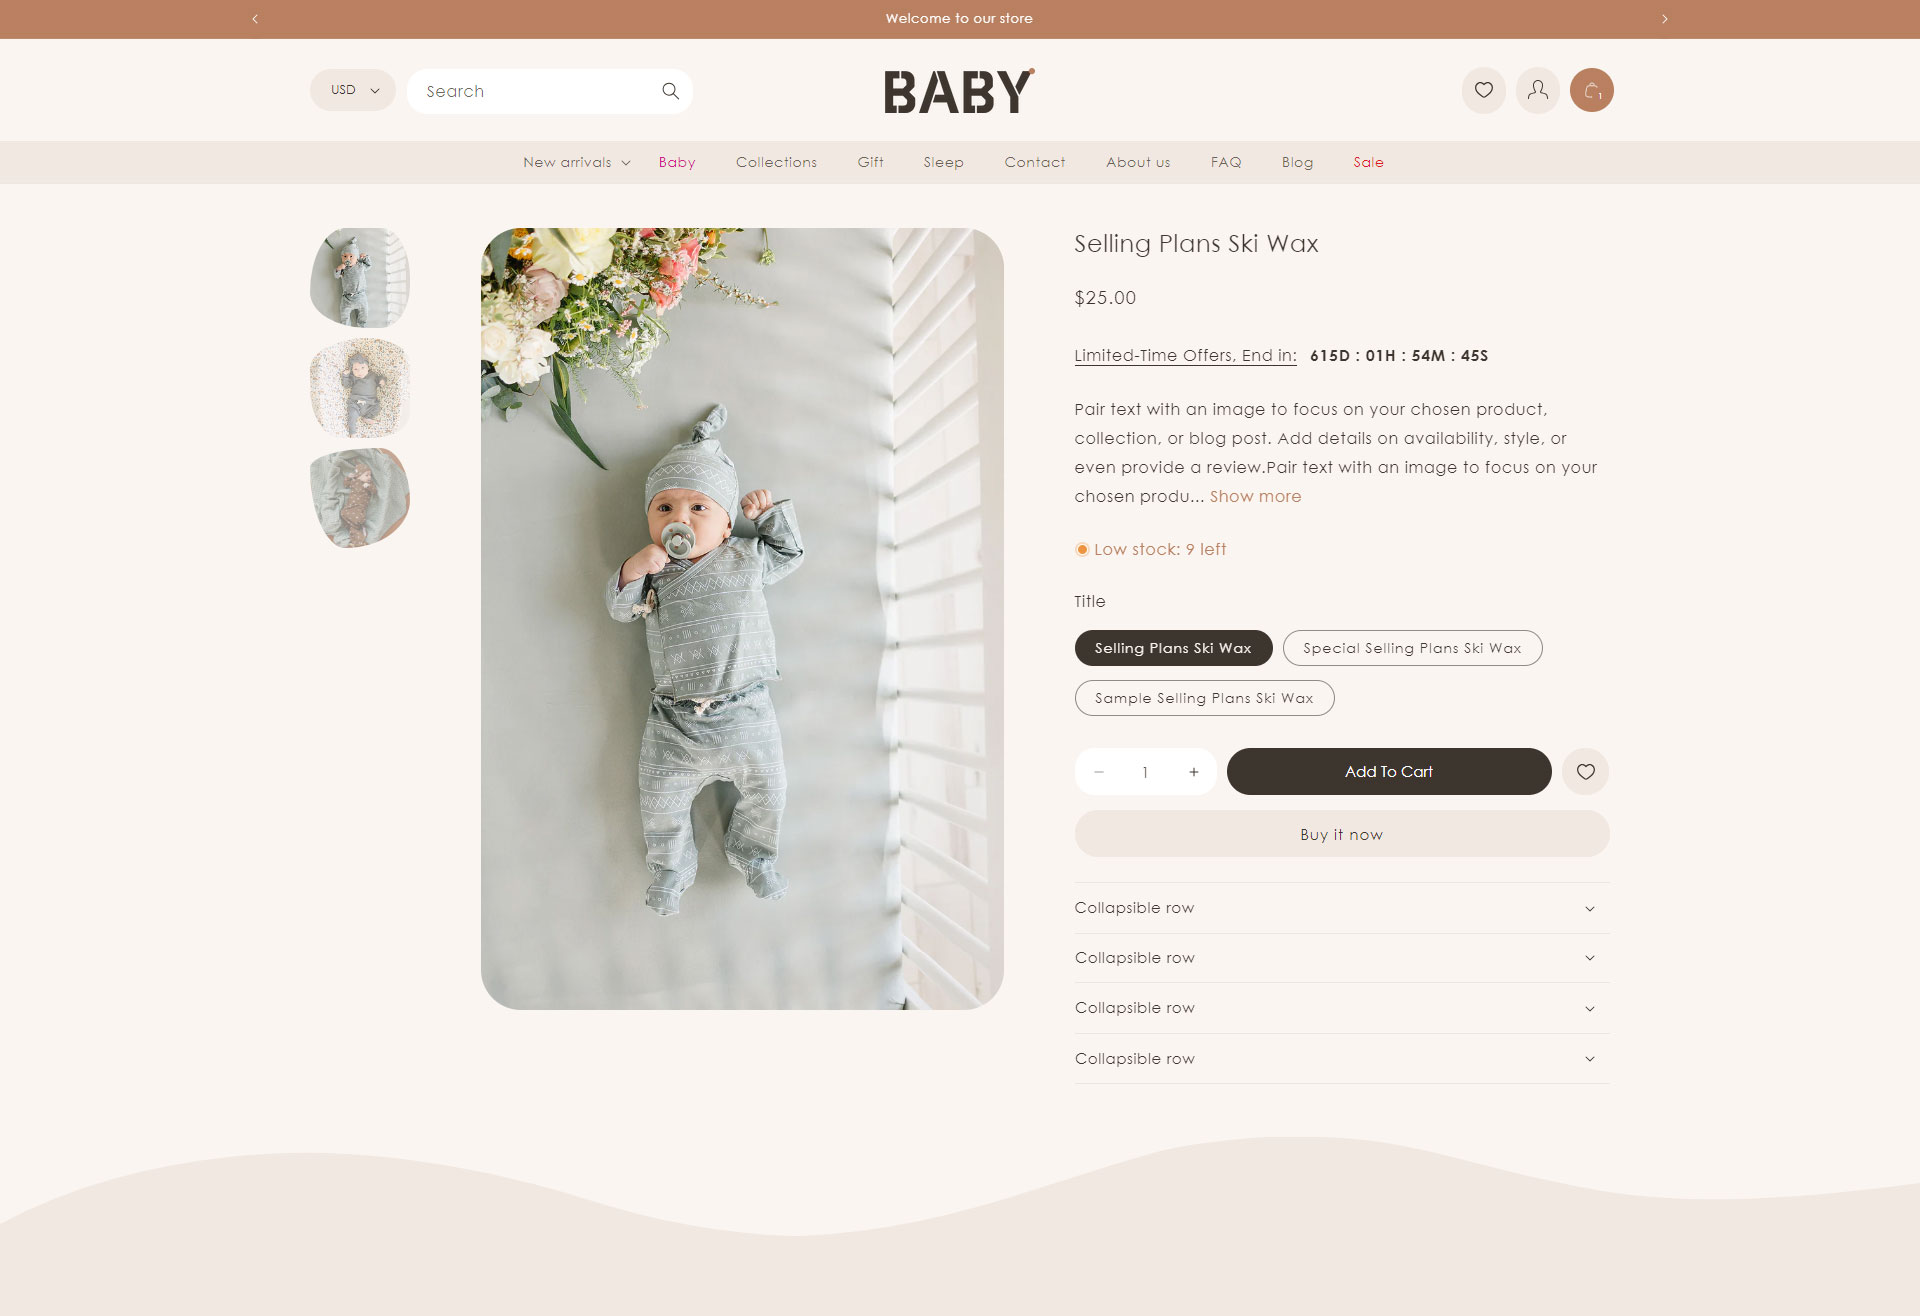 Welcome to our store
USD
Search
BABY
1
New arrivals
Baby
Collections
Gift
Sleep
Contact
About us
FAQ
Blog
Sale
Selling Plans Ski Wax
$25.00
Limited-Time Offers, End in: 615D : 01H : 54M : 45S
Pair text with an image to focus on your chosen product,
collection, or blog post. Add details on availability, style, or
even provide a review.Pair text with an image to focus on your
chosen produ... Show more
Low stock: 9 left
Title
Selling Plans Ski Wax
Special Selling Plans Ski Wax
Sample Selling Plans Ski Wax
1
Add To Cart
Buy it now
Collapsible row
Collapsible row
Collapsible row
Collapsible row